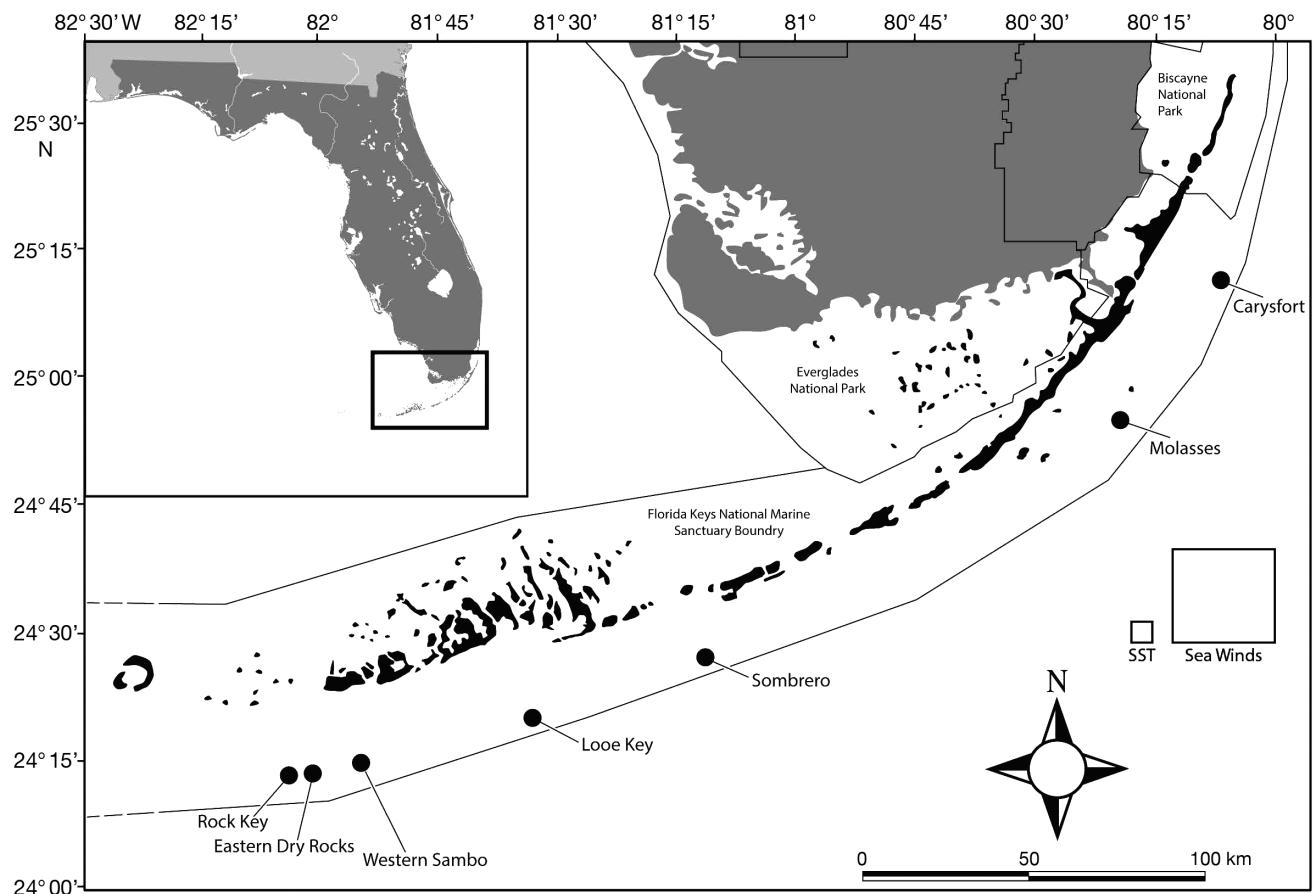 82° 30' W 82° 15' 82° 81° 45' 81° 30' 81° 15' 81° 80° 45' 80° 30' 80° 15' 80°
25° 30'
N
25° 15'
25° 00'
24° 45'
24° 30'
24° 15'
24° 00'
Biscayne
National
Park
Carysfort
Everglades
National Park
Molasses
Florida Keys National Marine
Sanctuary Boundry
SST
Sea Winds
Sombrero
N
Looe Key
Rock Key
Eastern Dry Rocks
Western Sambo
0 50 100 km